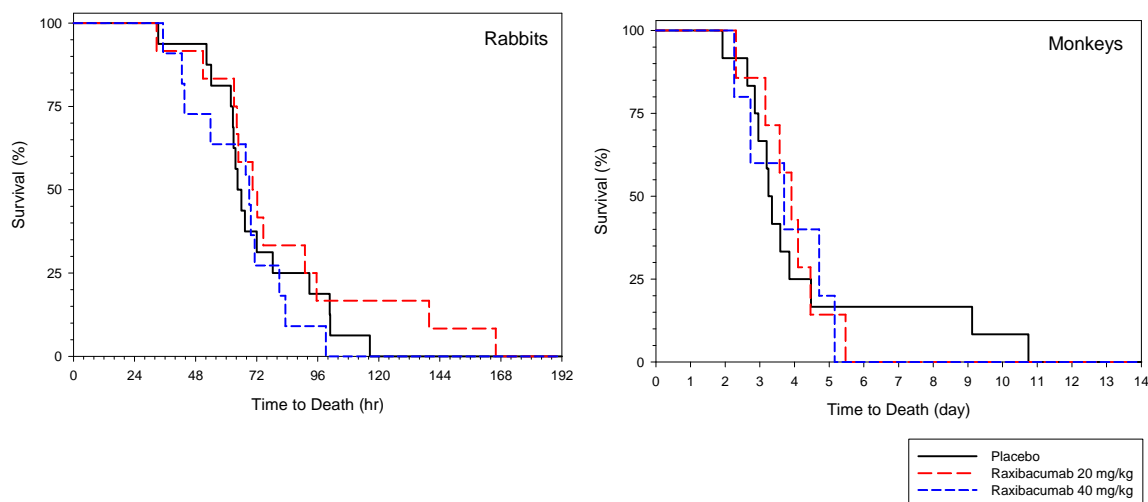 Rabbits
Survival (%)
100
75
50
25
0
0 24 48 72 96 120 144 168 192
Time to Death (hr)
Monkeys
Survival (%)
100
75
50
25
0
0 1 2 3 4 5 6 7 8 9 10 11 12 13 14
Time to Death (day)
Placebo
Raxibacumab 20 mg/kg
Raxibacumab 40 mg/kg